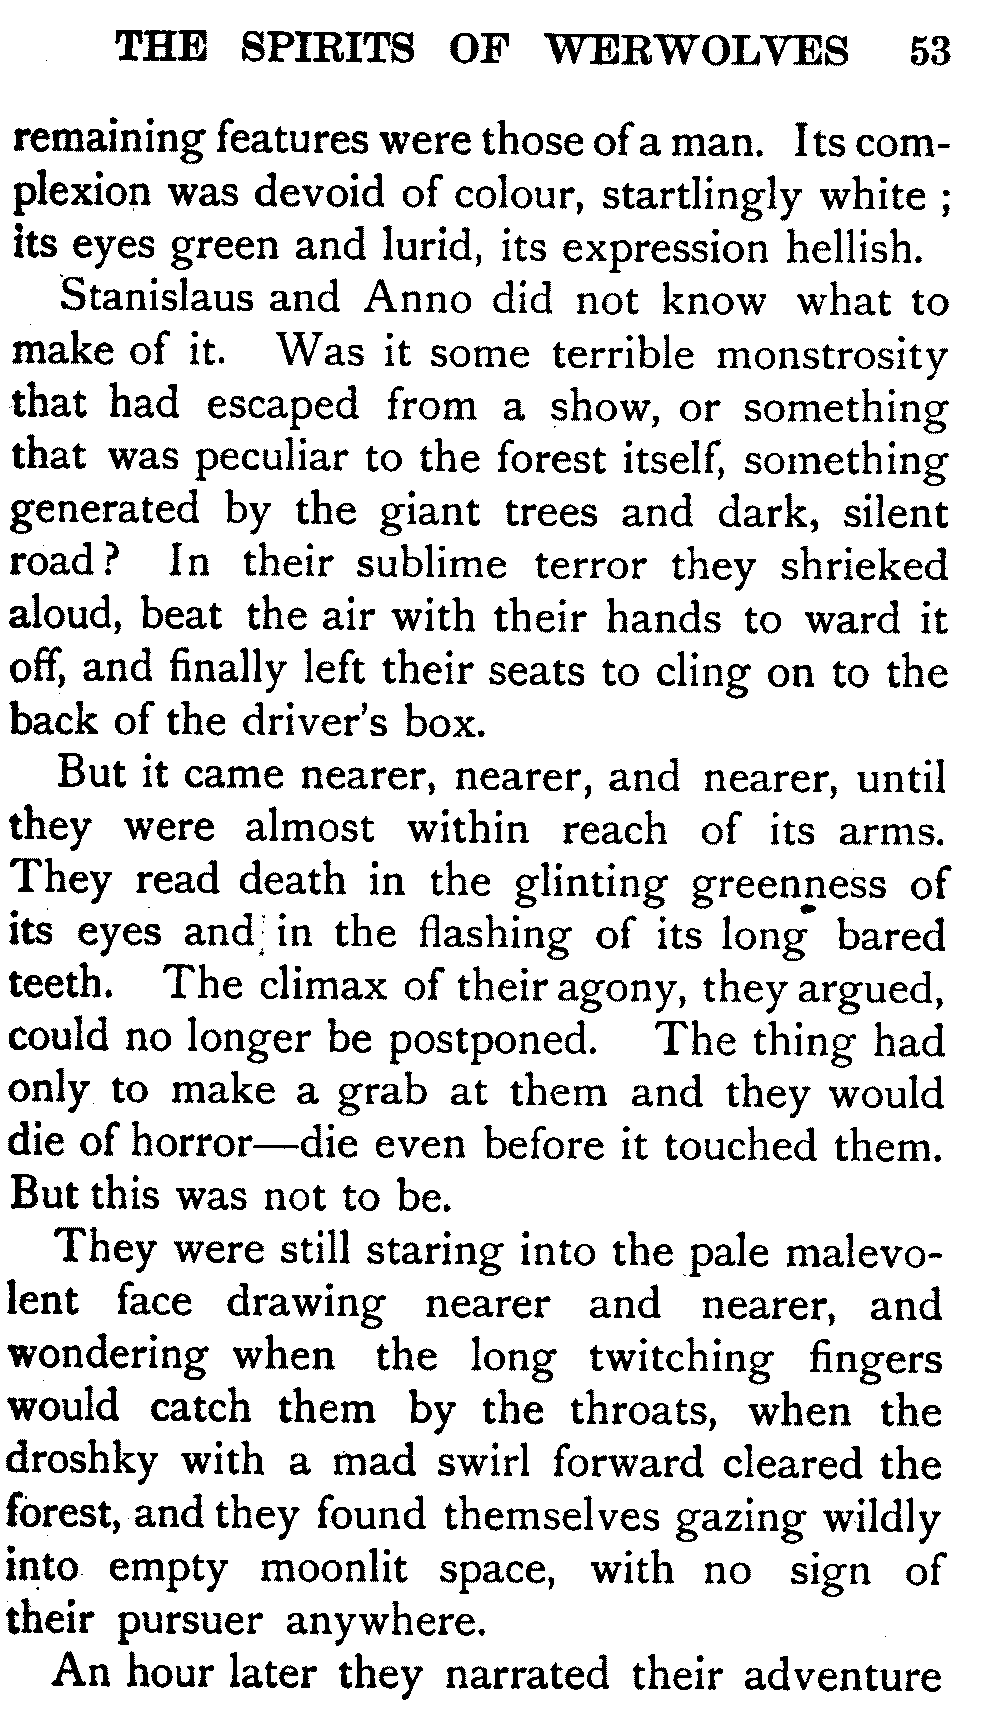 THE SPIRITS OF WERWOLVES 53
remaining features were those of a man. Its com-
plexion was devoid of colour, startlingly white ;
its eyes green and lurid, its expression hellish.
Stanislaus and Anno did not know what to
make of it. Was it some terrible monstrosity
that had escaped from a show, or something
that was peculiar to the forest itself, something
generated by the giant trees and dark, silent
road? In their sublime terror they shrieked
aloud, beat the air with their hands to ward it
off, and finally left their seats to cling on to the
back of the driver's box.
But it came nearer, nearer, and nearer, until
they were almost within reach of its arms.
They read death in the glinting greenness of
its eyes and in the flashing of its long bared
teeth. The climax of their agony, they argued,
could no longer be postponed. The thing had
only to make a grab at them and they would
die of horror—die even before it touched them.
But this was not to be.
They were still staring into the pale malevo-
lent face drawing nearer and nearer, and
wondering when the long twitching fingers
would catch them by the throats, when the
droshky with a mad swirl forward cleared the
forest, and they found themselves gazing wildly
into empty moonlit space, with no sign of
their pursuer anywhere.
An hour later they narrated their adventure